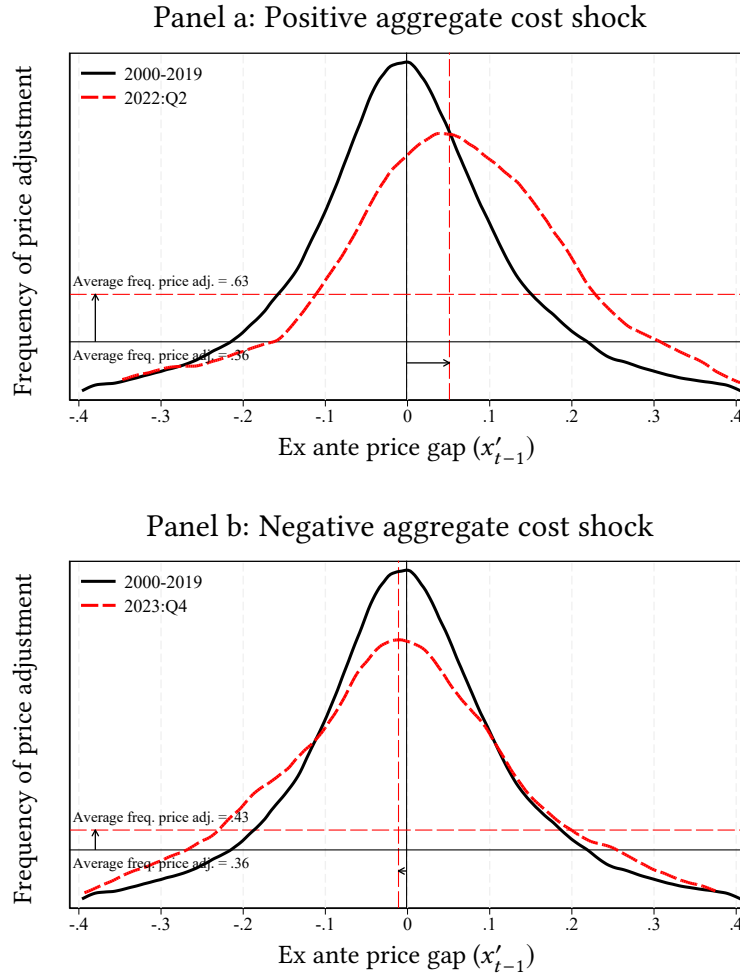 Panel a: Positive aggregate cost shock
Frequency of price adjustment
2000-2019
2022:Q2
Average freq. price adj. = .63
Average freq. price adj. = .36
-.4 -.3 -.2 -.1 0 .1 .2 .3 .4
Ex ante price gap (x′ₜ₋₁)
Panel b: Negative aggregate cost shock
Frequency of price adjustment
2000-2019
2023:Q4
Average freq. price adj. = .43
Average freq. price adj. = .36
-.4 -.3 -.2 -.1 0 .1 .2 .3 .4
Ex ante price gap (x′ₜ₋₁)